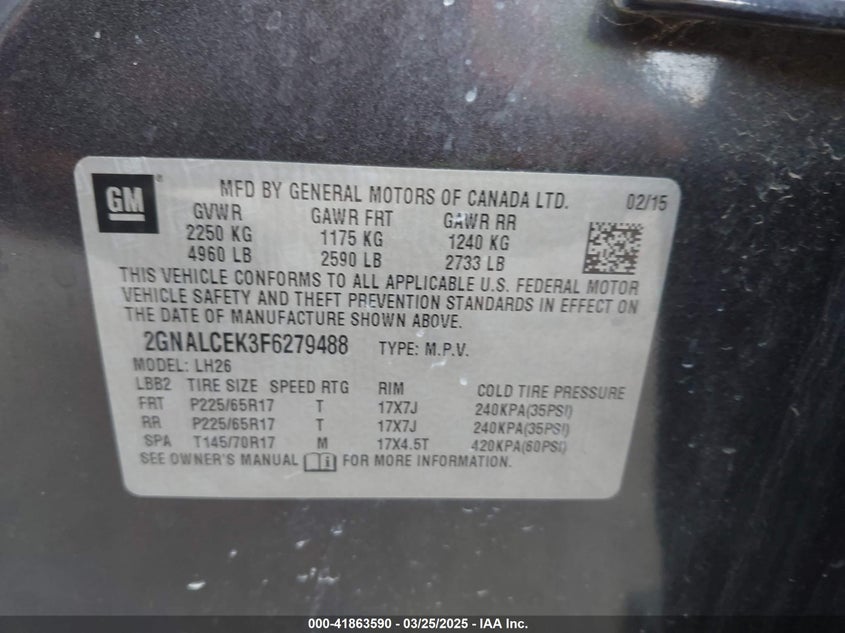 GM ® MFD BY GENERAL MOTORS OF CANADA LTD. 02/15
GVWR GAWR FRT GAWR RR
2250 KG 1175 KG 1240 KG
4960 LB 2590 LB 2733 LB
THIS VEHICLE CONFORMS TO ALL APPLICABLE U.S. FEDERAL MOTOR
VEHICLE SAFETY AND THEFT PREVENTION STANDARDS IN EFFECT ON
THE DATE OF MANUFACTURE SHOWN ABOVE.
2GNALCEK3F6279488 TYPE: M.P.V.
MODEL: LH26
LBB2 TIRE SIZE SPEED RTG RIM COLD TIRE PRESSURE
FRT P225/65R17 T 17X7J 240KPA(35PSI)
RR P225/65R17 T 17X7J 240KPA(35PSI)
SPA T145/70R17 M 17X4.5T 420KPA(60PSI)
SEE OWNER'S MANUAL FOR MORE INFORMATION.
000-41863590 - 03/25/2025 - IAA Inc.